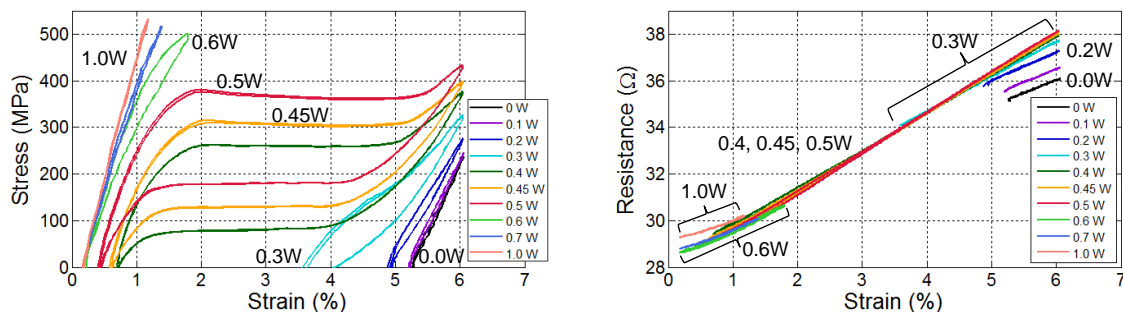 500
400
300
200
100
0
Stress (MPa)
0
1
2
3
4
5
6
7
Strain (%)
1.0W
0.6W
0.5W
0.45W
0.3W
0.0W
0 W
0.1 W
0.2 W
0.3 W
0.4 W
0.45 W
0.5 W
0.6 W
0.7 W
1.0 W
38
36
34
32
30
28
Resistance (Ω)
0
1
2
3
4
5
6
7
Strain (%)
0.3W
0.2W
0.0W
0.4, 0.45, 0.5W
1.0W
0.6W
0 W
0.1 W
0.2 W
0.3 W
0.4 W
0.45 W
0.5 W
0.6 W
0.7 W
1.0 W